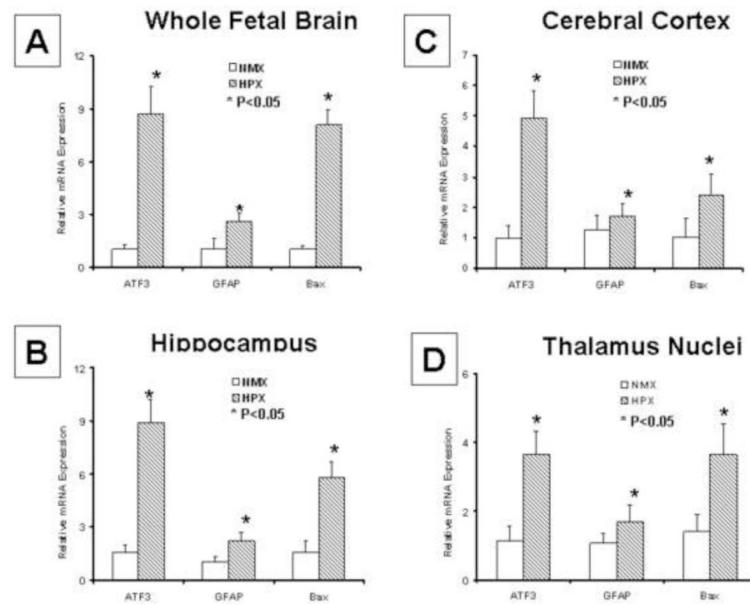 A
Whole Fetal Brain
Relative mRNA Expression
12
9
6
3
0
NMX
HPX
* P<0.05
*
*
*
ATF3
GFAP
Bax
C
Cerebral Cortex
Relative mRNA Expression
7
6
5
4
3
2
1
0
NMX
HPX
* P<0.05
*
*
*
ATF3
GFAP
Bax
B
Hippocampus
Relative mRNA Expression
12
9
6
3
0
NMX
HPX
* P<0.05
*
*
*
ATF3
GFAP
Bax
D
Thalamus Nuclei
Relative mRNA Expression
6
4
2
0
NMX
HPX
* P<0.05
*
*
*
ATF3
GFAP
Bax